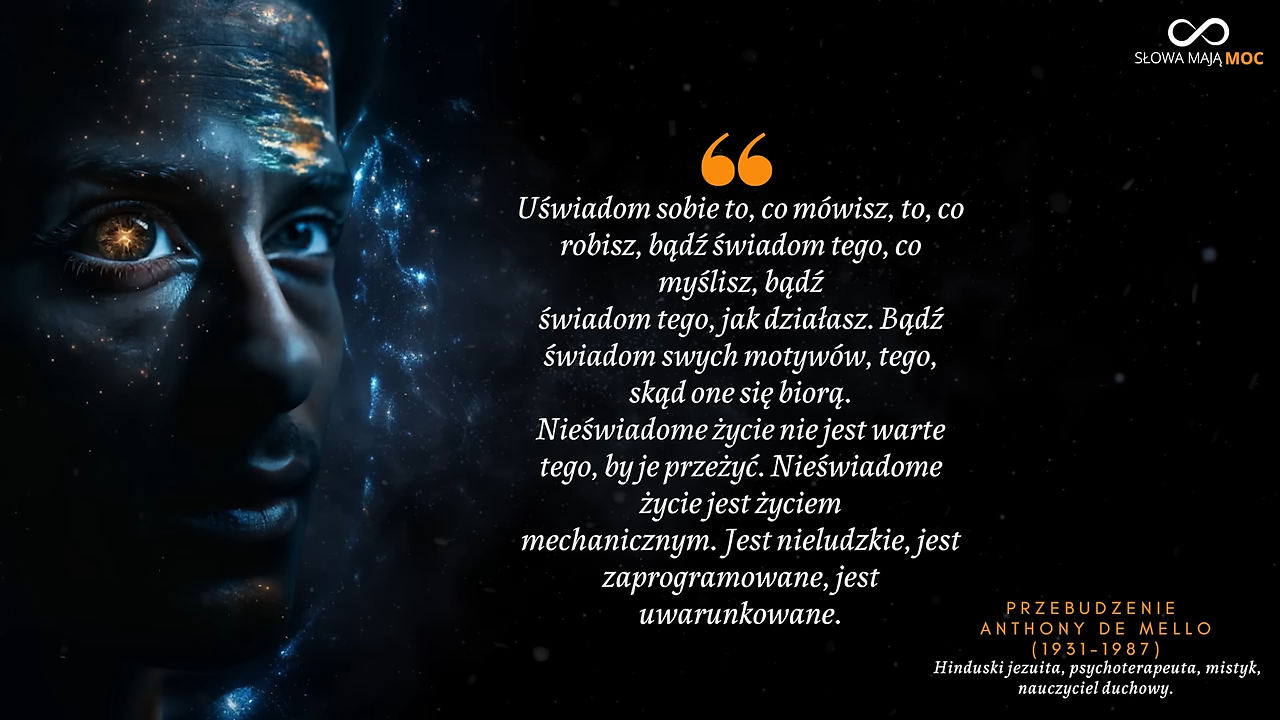 SŁOWA MAJĄ MOC
Uświadom sobie to, co mówisz, to, co
robisz, bądź świadom tego, co
myślisz, bądź
świadom tego, jak działasz. Bądź
świadom swych motywów, tego,
skąd one się biorą.
Nieświadome życie nie jest warte
tego, by je przeżyć. Nieświadome
życie jest życiem
mechanicznym. Jest nieludzkie, jest
zaprogramowane, jest
uwarunkowane.
PRZEBUDZENIE
ANTHONY DE MELLO
(1931–1987)
Hinduski jezuita, psychoterapeuta, mistyk,
nauczyciel duchowy.